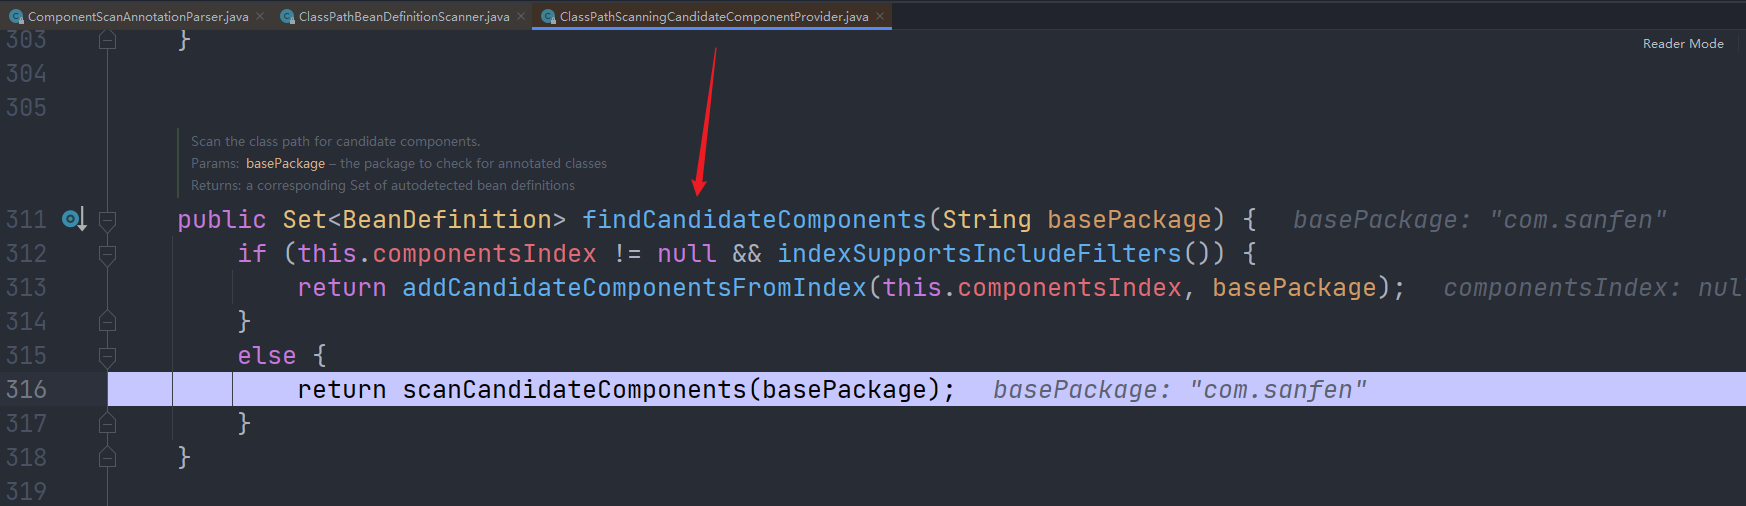 ComponentScanAnnotationParser.java × ClassPathBeanDefinitionScanner.java × ClassPathScanningCandidateComponentProvider.java ×
303 }
Reader Mode
304
305
Scan the class path for candidate components.
Params: basePackage – the package to check for annotated classes
Returns: a corresponding Set of autodetected bean definitions
311 public Set<BeanDefinition> findCandidateComponents(String basePackage) { basePackage: "com.sanfen"
312 if (this.componentsIndex != null && indexSupportsIncludeFilters()) {
313 return addCandidateComponentsFromIndex(this.componentsIndex, basePackage); componentsIndex: nul
314 }
315 else {
316 return scanCandidateComponents(basePackage); basePackage: "com.sanfen"
317 }
318 }
319